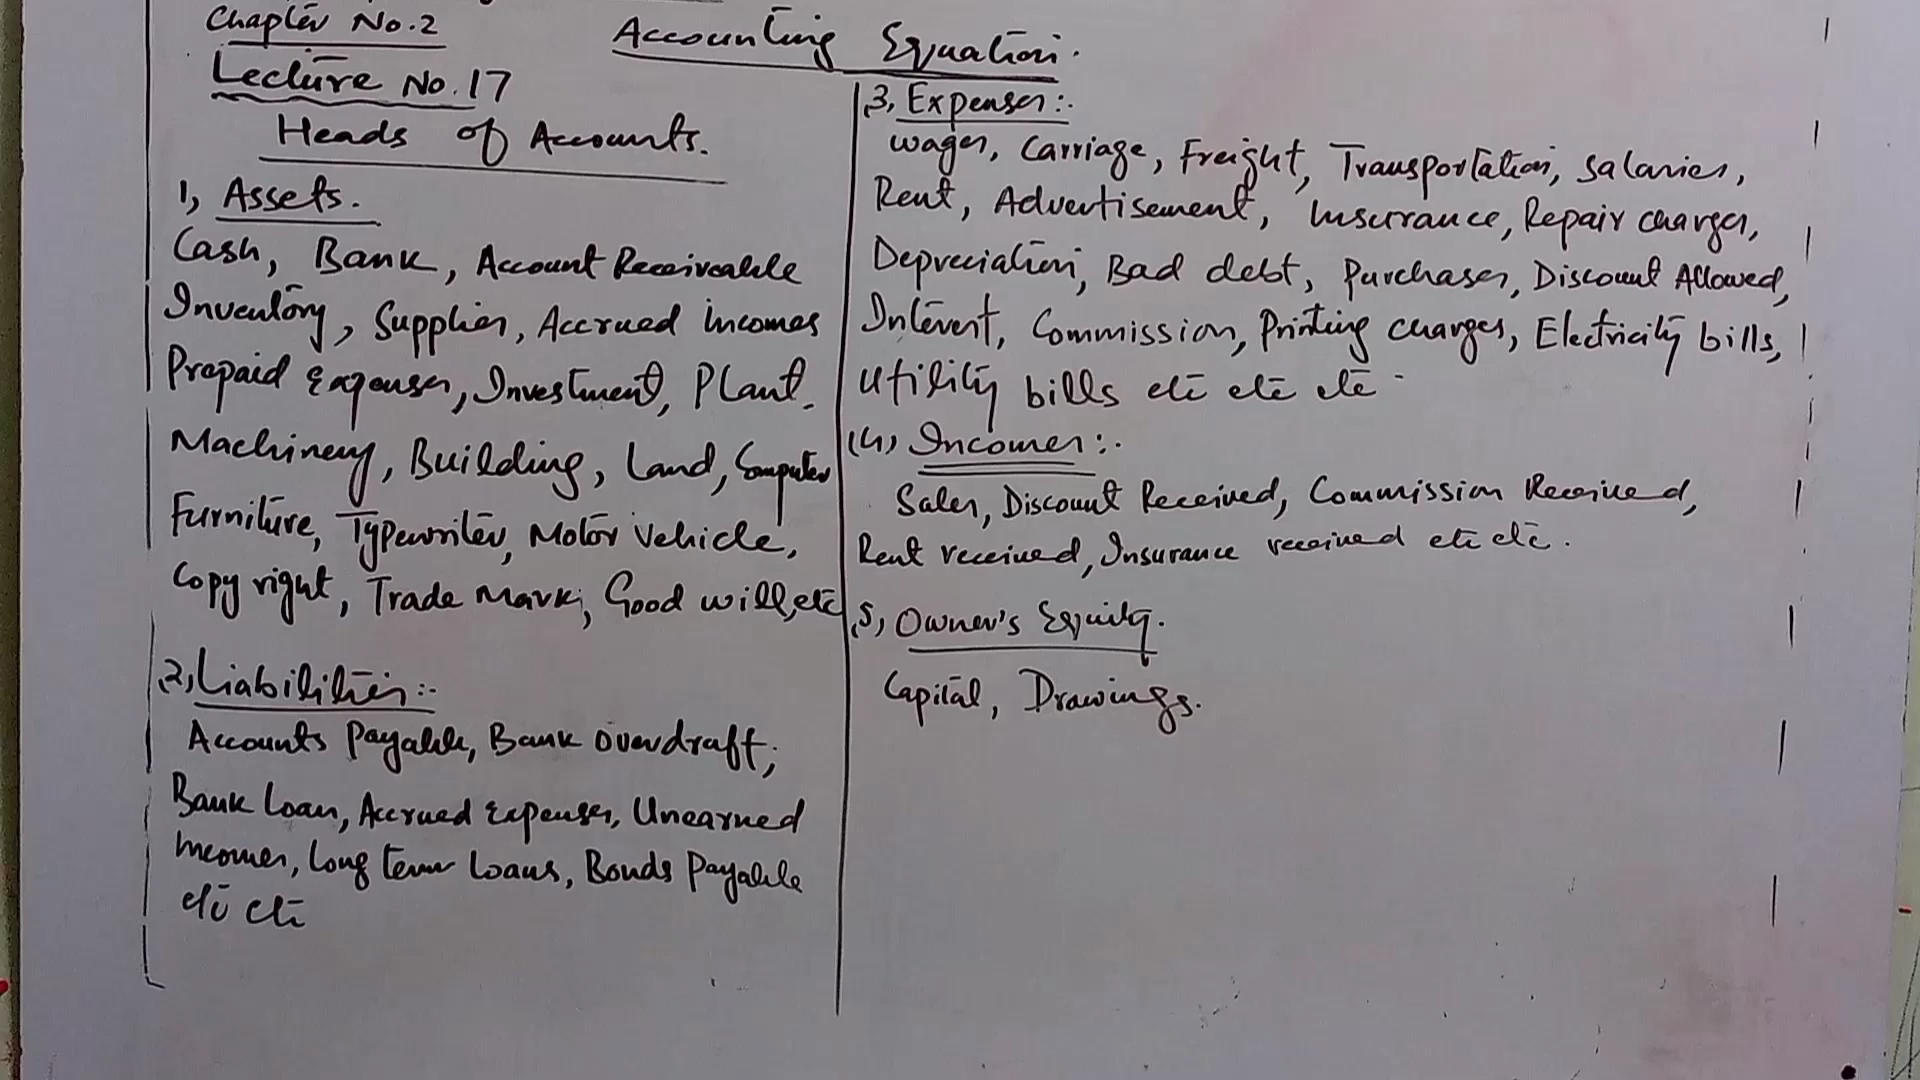 Chapter No.2
Accounting Equation.
Lecture No.17
Heads of Accounts.
1, Assets.
Cash, Bank, Account Receiveable
Inventory, Supplies, Accrued incomes
Prepaid Expenses, Investment, Plant.
Machinery, Building, Land, Computer
Furniture, Typewriter, Motor Vehicle,
Copy right, Trade Mark, Good will, etc
2, Liabilities:-
Accounts Payable, Bank overdraft,
Bank Loan, Accrued Expenses, Unearned
Incomes, Long term Loans, Bonds Payable
etc etc
3, Expenses:-
Wages, Carriage, Freight, Transportation, Salaries,
Rent, Advertisement, Insurance, Repair charges,
Depreciation, Bad debt, Purchases, Discount Allowed,
Interest, Commission, Printing charges, Electricity bills,
Utility bills etc etc etc
(4) Incomes:-
Sales, Discount Received, Commission Received,
Rent received, Insurance received etc etc.
5, Owner's Equity.
Capital, Drawings.